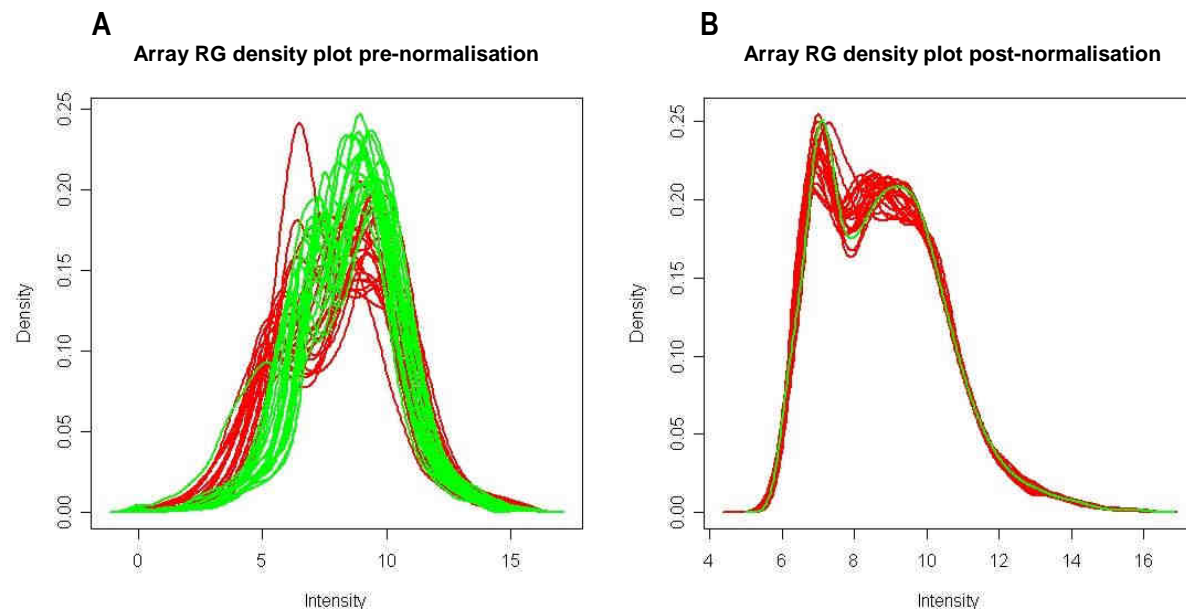 A
Array RG density plot pre-normalisation
Density
0.00 0.05 0.10 0.15 0.20 0.25
0 5 10 15
Intensity
B
Array RG density plot post-normalisation
Density
0.00 0.05 0.10 0.15 0.20 0.25
4 6 8 10 12 14 16
Intensity